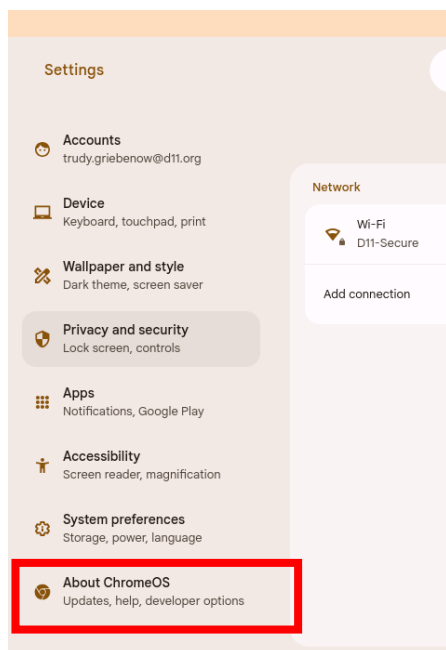 Settings
Accounts
trudy.griebenow@d11.org
Device
Keyboard, touchpad, print
Wallpaper and style
Dark theme, screen saver
Privacy and security
Lock screen, controls
Apps
Notifications, Google Play
Accessibility
Screen reader, magnification
System preferences
Storage, power, language
About ChromeOS
Updates, help, developer options
Network
Wi-Fi
D11-Secure
Add connection